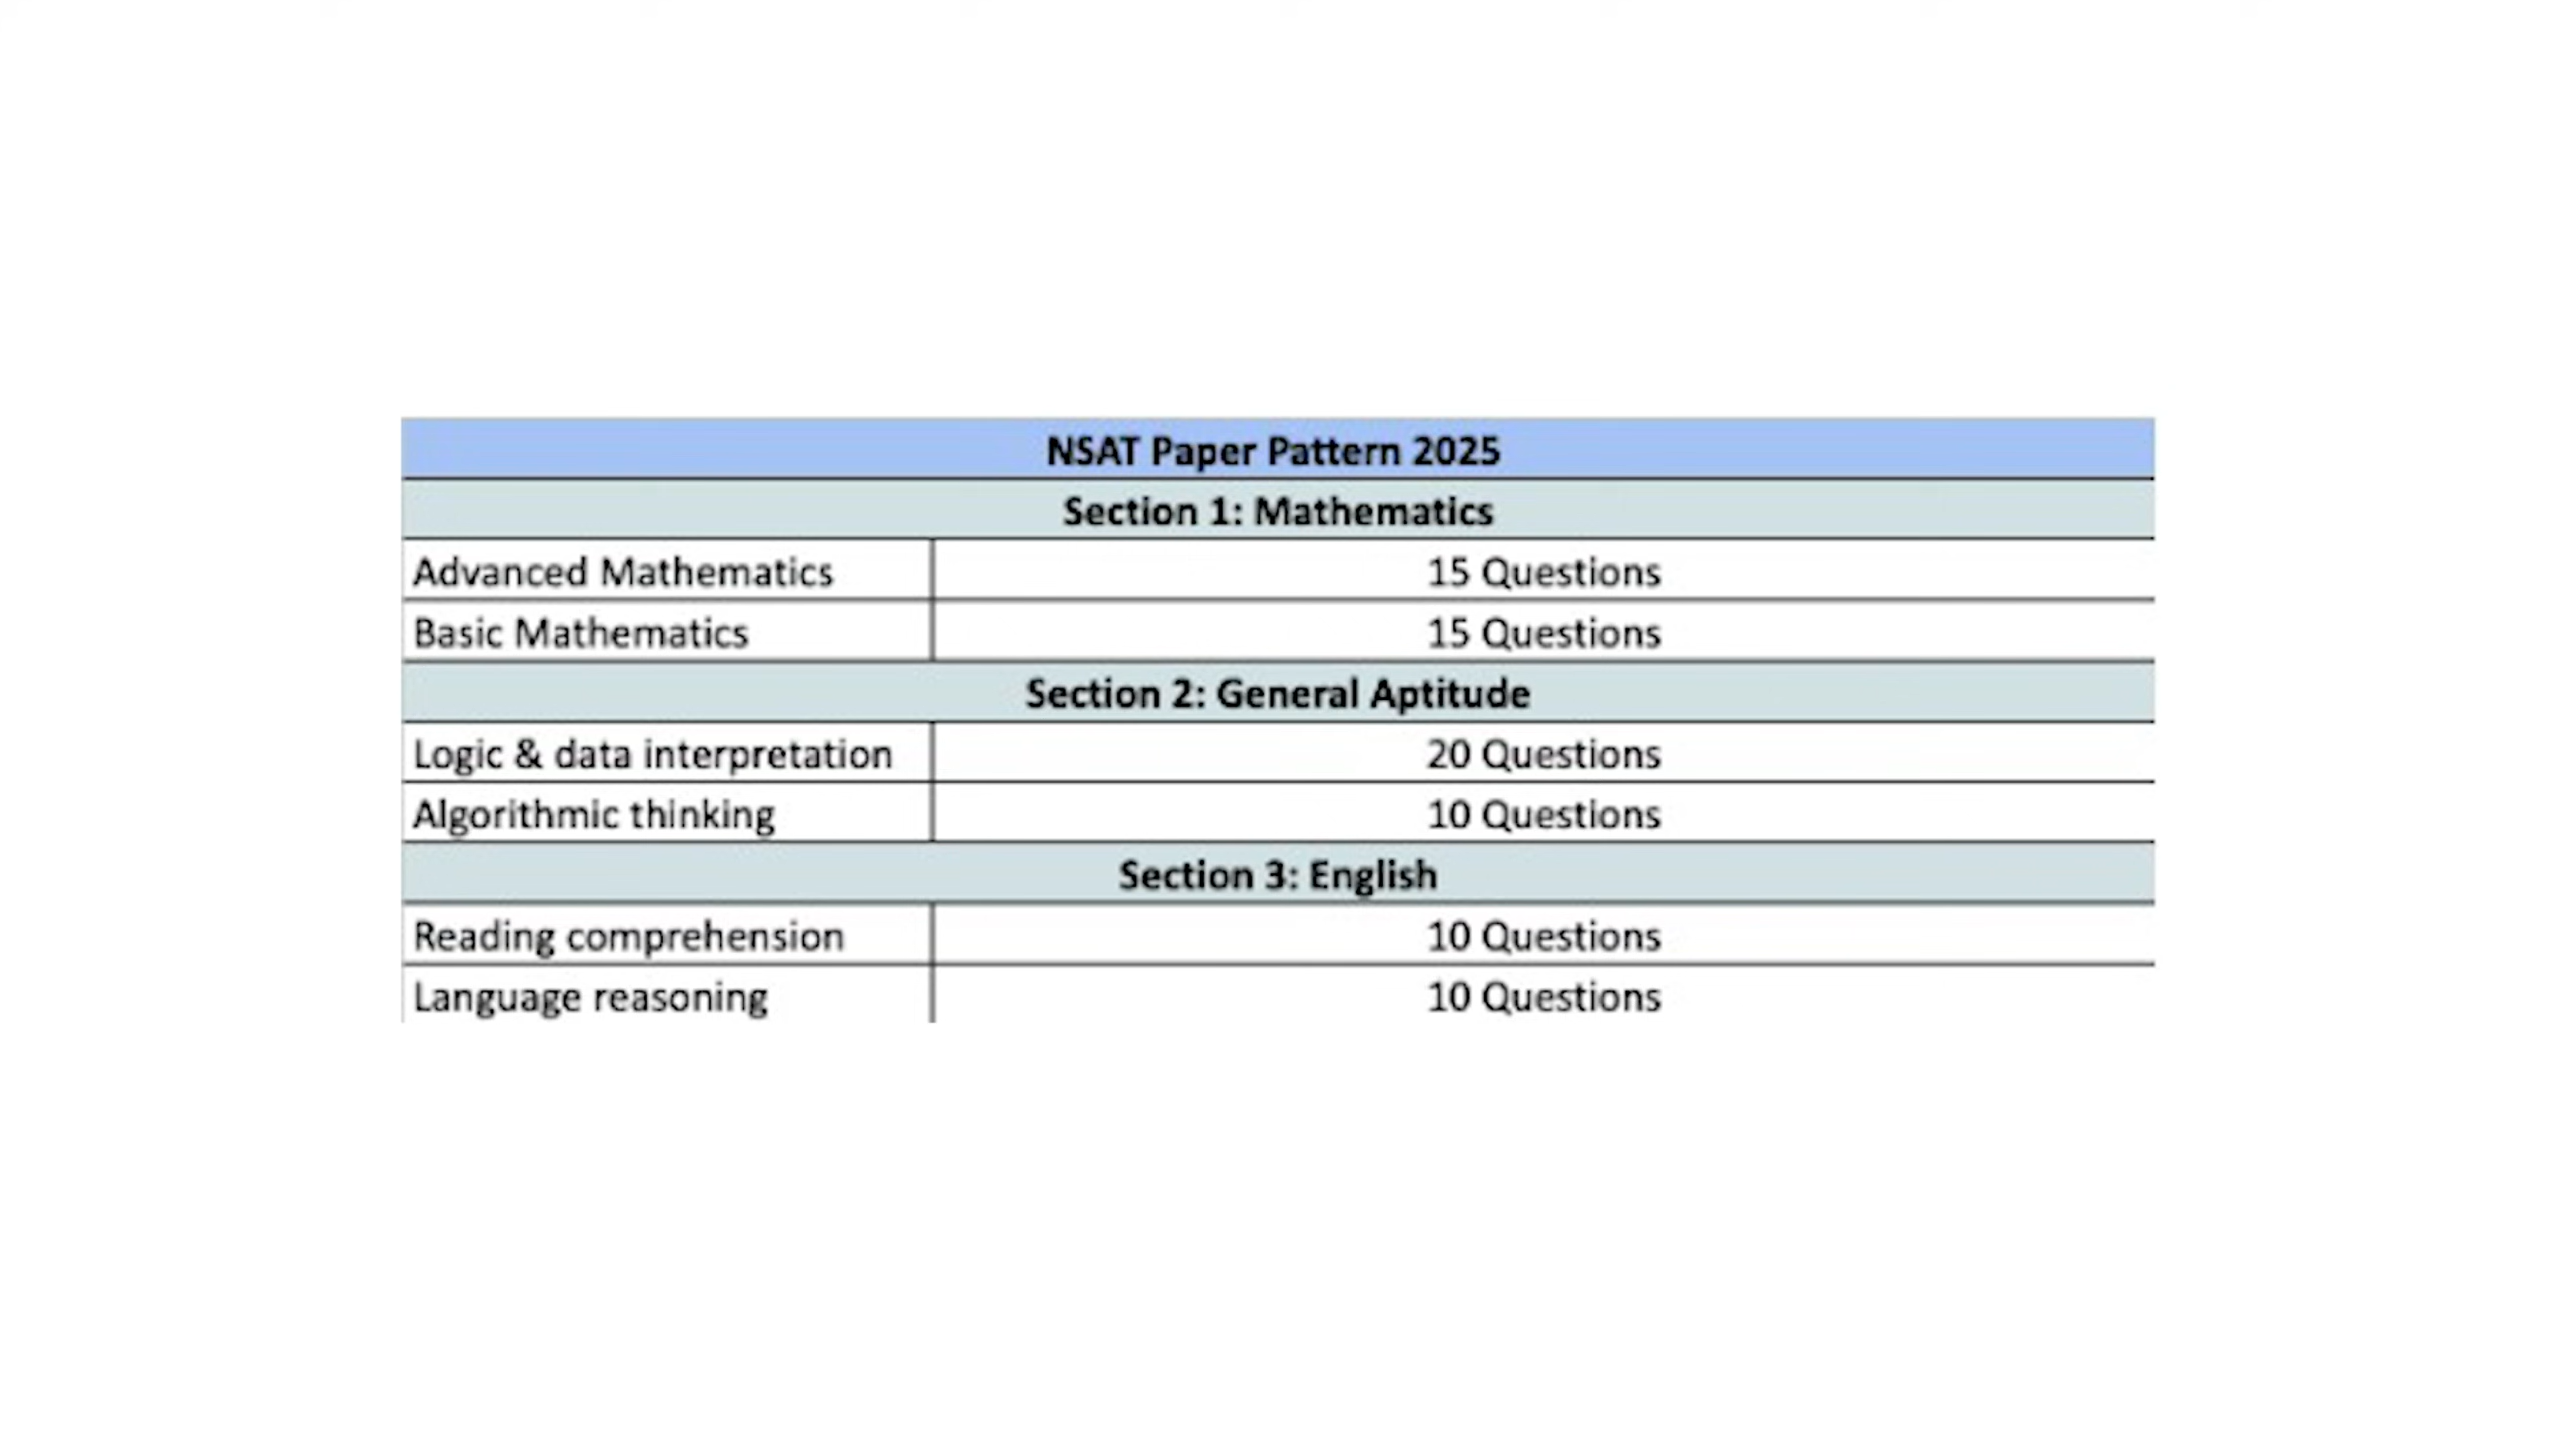 NSAT Paper Pattern 2025
Section 1: Mathematics
Advanced Mathematics 15 Questions
Basic Mathematics 15 Questions
Section 2: General Aptitude
Logic & data interpretation 20 Questions
Algorithmic thinking 10 Questions
Section 3: English
Reading comprehension 10 Questions
Language reasoning 10 Questions